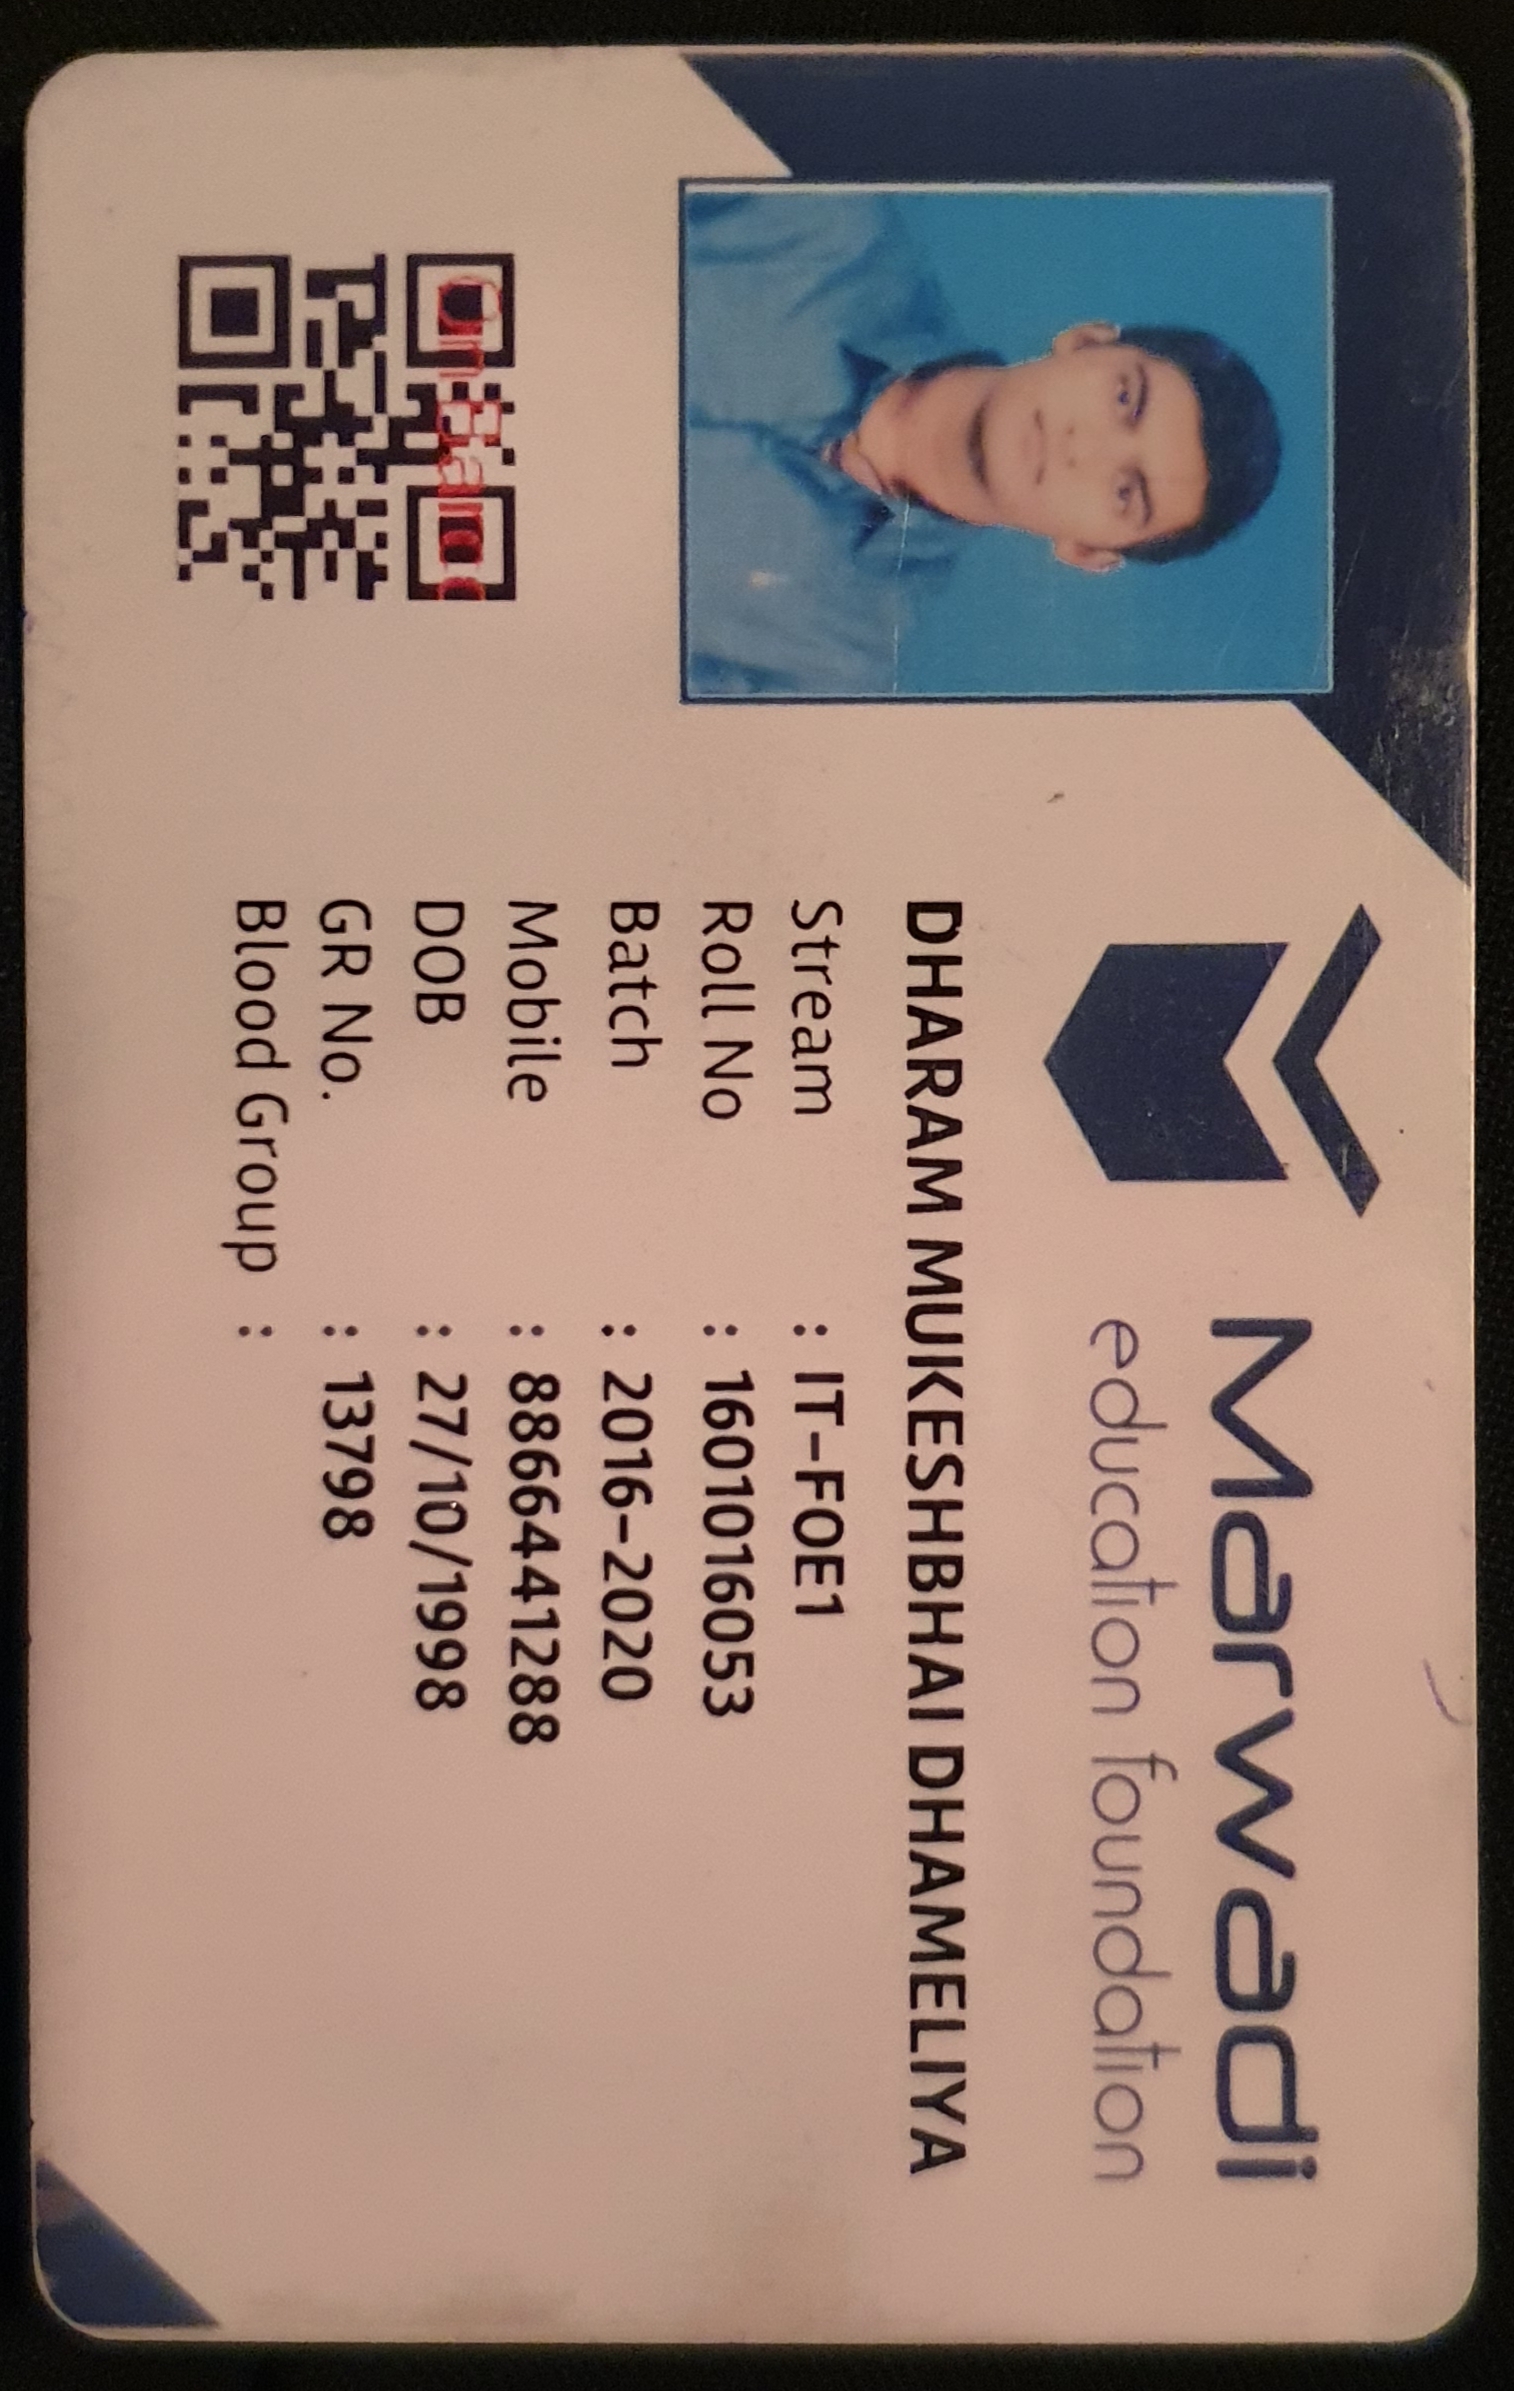 Marwadi
education foundation
DHARAM MUKESHBHAI DHAMELIYA
Stream : IT-FOE1
Roll No : 1601016053
Batch : 2016-2020
Mobile : 8866441288
DOB : 27/10/1998
GR No. : 13798
Blood Group :